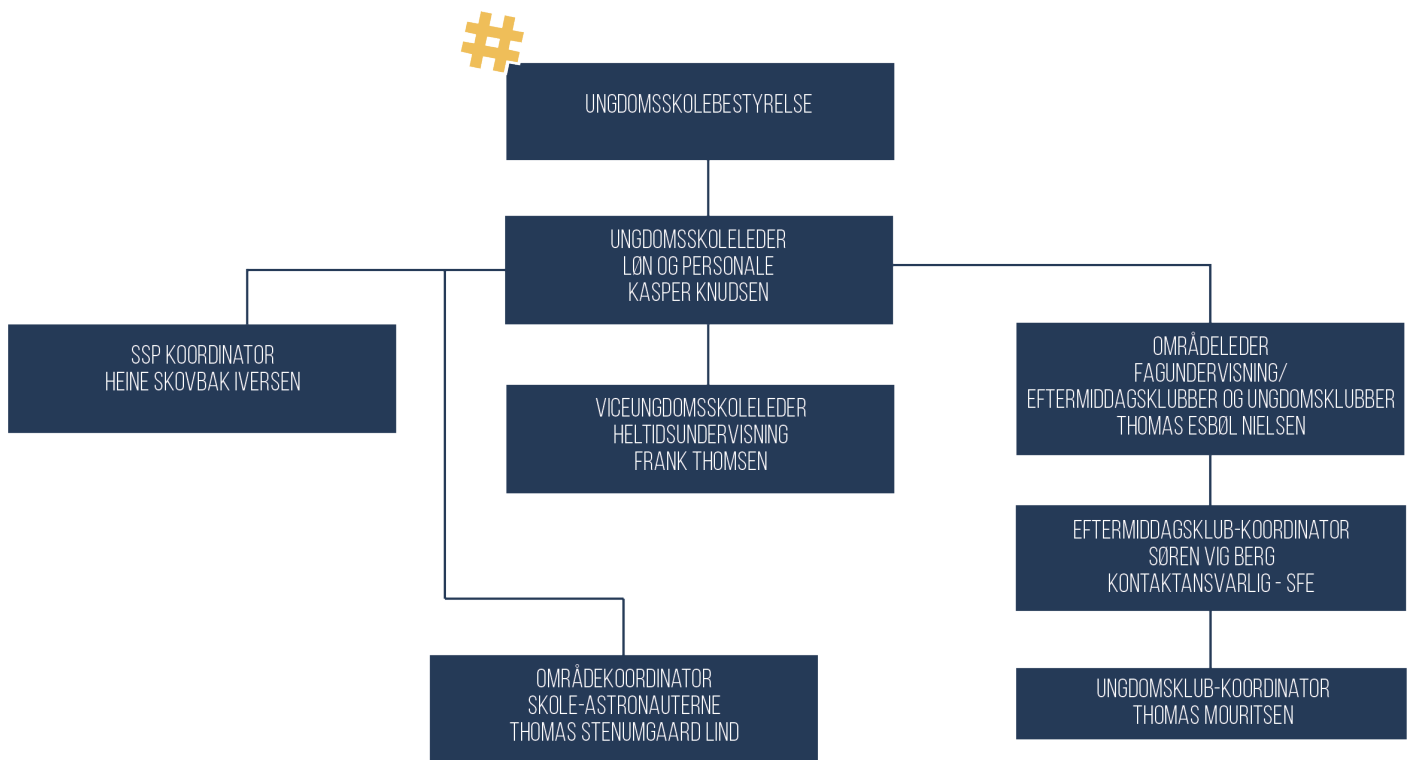 #
UNGDOMSSKOLEBESTYRELSE
UNGDOMSSKOLELEDER
LØN OG PERSONALE
KASPER KNUDSEN
SSP KOORDINATOR
HEINE SKOVBAK IVERSEN
VICEUNGDOMSSKOLELEDER
HELTIDSUNDERVISNING
FRANK THOMSEN
OMRÅDELEDER
FAGUNDERVISNING/
EFTERMIDDAGSKLUBBER OG UNGDOMSKLUBBER
THOMAS ESBØL NIELSEN
EFTERMIDDAGSKLUB-KOORDINATOR
SØREN VIG BERG
KONTAKTANSVARLIG - SFE
OMRÅDEKOORDINATOR
SKOLE-ASTRONAUTERNE
THOMAS STENUMGAARD LIND
UNGDOMSKLUB-KOORDINATOR
THOMAS MOURITSEN